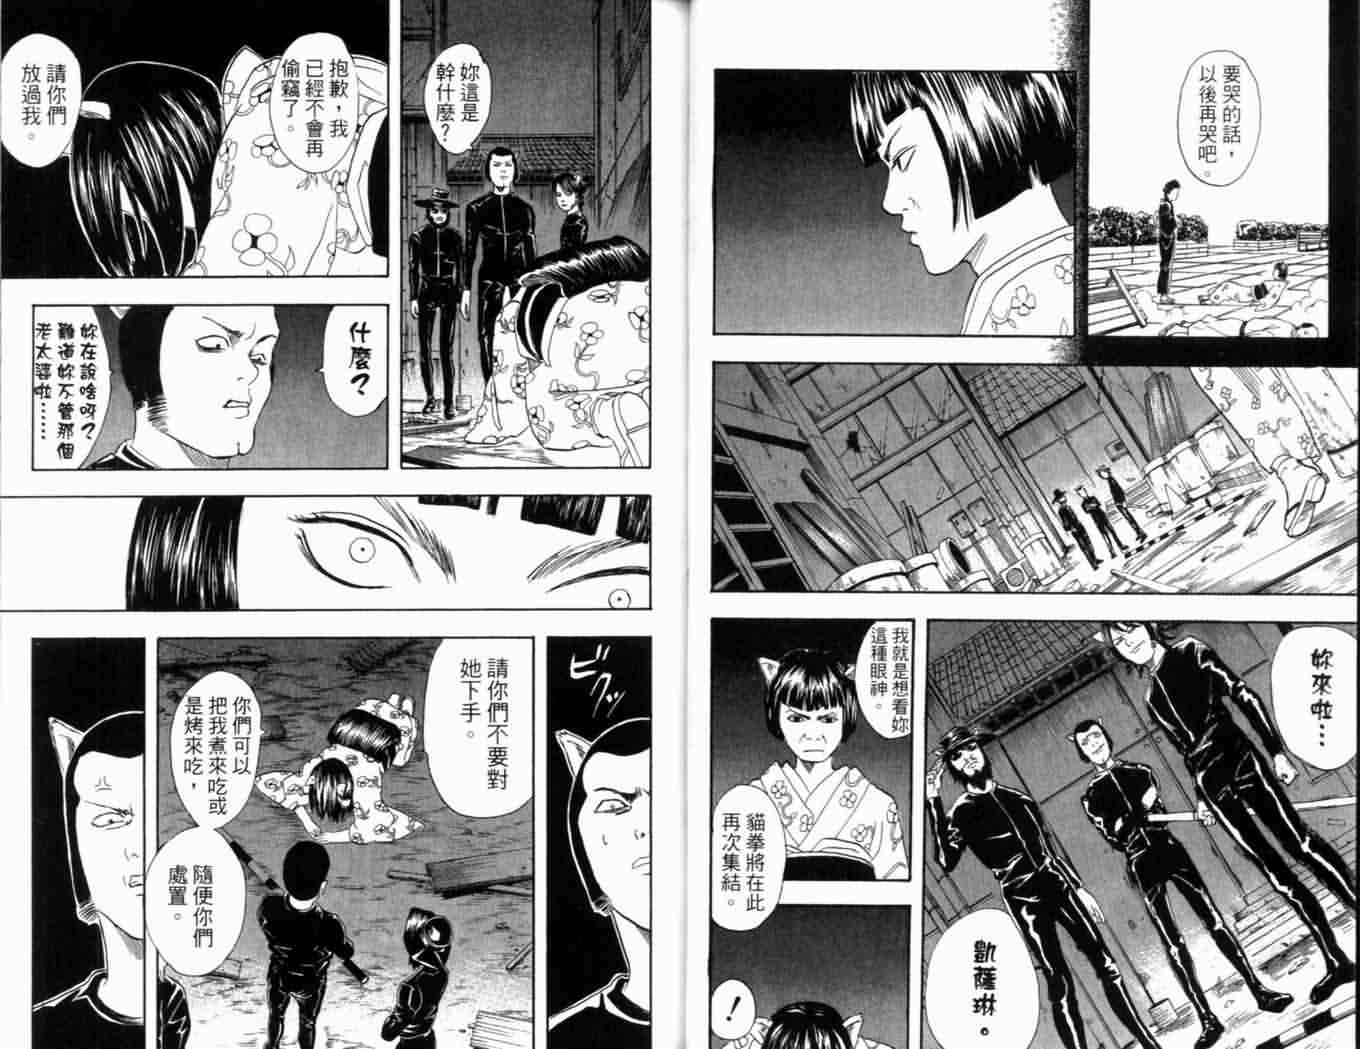 要哭的話，
以後再哭吧。
妳來啦…
凱薩琳。
我就是想看妳
這種眼神。
貓拳將在此
再次集結。
！
妳這是
幹什麼？
抱歉，我
已經不會再
偷竊了。
請你們
放過我。
什麼？
妳在說啥呀？
難道妳不管那個
老太婆啦……
ビクッ
請你們不要對
她下手。
你們可以
把我煮來吃或
是烤來吃，
隨便你們
處置。